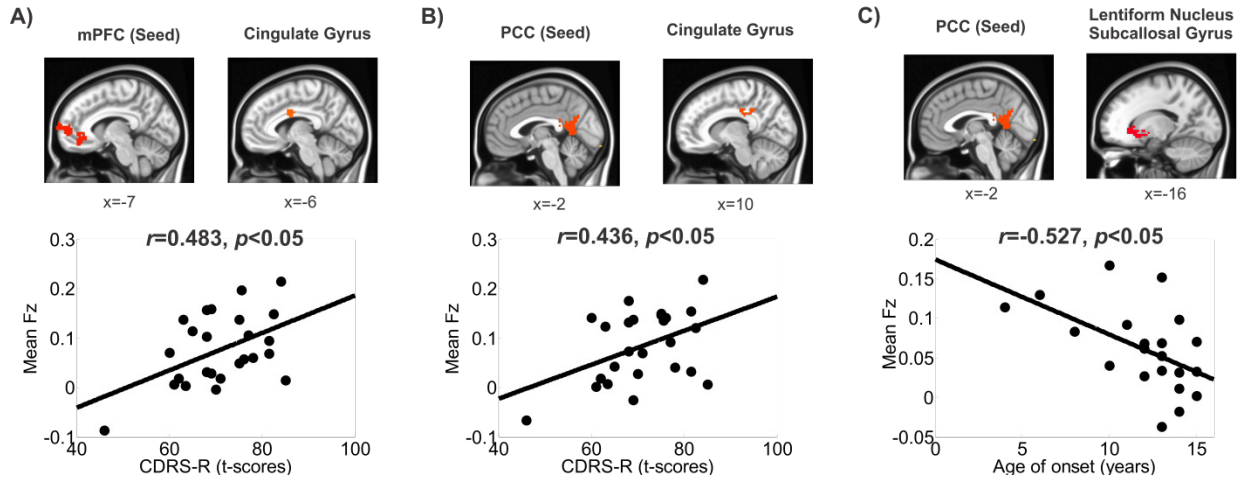 A)
mPFC (Seed)
Cingulate Gyrus
x=-7
x=-6
r=0.483, p<0.05
0.3
0.2
0.1
0
-0.1
Mean Fz
40
60
80
100
CDRS-R (t-scores)
B)
PCC (Seed)
Cingulate Gyrus
x=-2
x=10
r=0.436, p<0.05
0.3
0.2
0.1
0
-0.1
Mean Fz
40
60
80
100
CDRS-R (t-scores)
C)
PCC (Seed)
Lentiform Nucleus
Subcallosal Gyrus
x=-2
x=-16
r=-0.527, p<0.05
0.2
0.15
0.1
0.05
0
-0.05
Mean Fz
0
5
10
15
Age of onset (years)